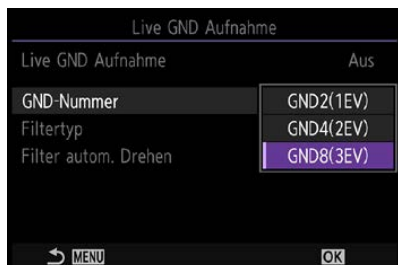 Live GND Aufnahme
Live GND Aufnahme Aus
GND-Nummer GND2(1EV)
Filtertyp GND4(2EV)
Filter autom. Drehen GND8(3EV)
MENU OK